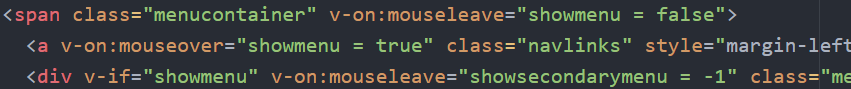 <span class="menucontainer" v-on:mouseleave="showmenu = false">
<a v-on:mouseover="showmenu = true" class="navlinks" style="margin-left
<div v-if="showmenu" v-on:mouseleave="showsecondarymenu = -1" class="me